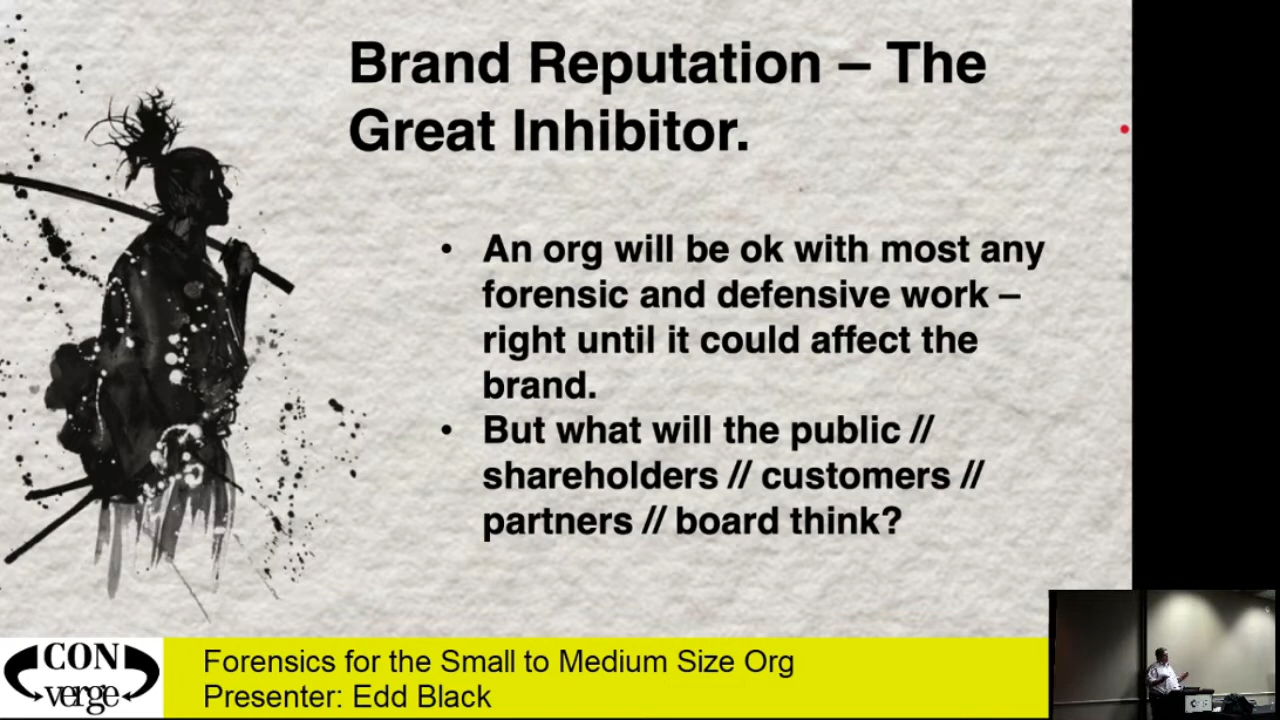 Brand Reputation – The
Great Inhibitor.
• An org will be ok with most any
forensic and defensive work –
right until it could affect the
brand.
• But what will the public //
shareholders // customers //
partners // board think?
CON
verge
Forensics for the Small to Medium Size Org
Presenter: Edd Black